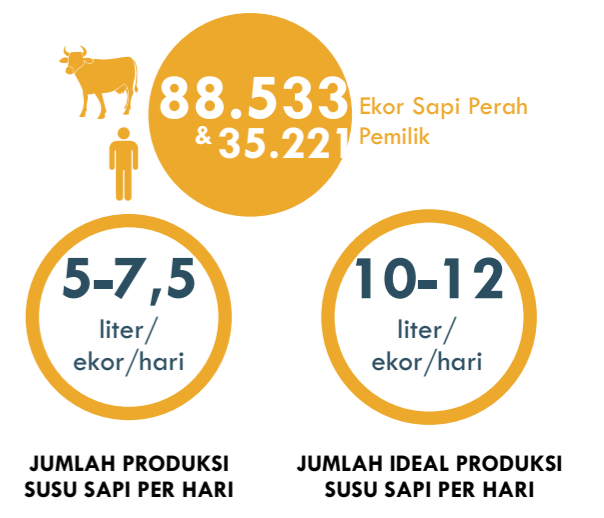 88.533 Ekor Sapi Perah
& 35.221 Pemilik
5-7,5
liter/
ekor/hari
10-12
liter/
ekor/hari
JUMLAH PRODUKSI
SUSU SAPI PER HARI
JUMLAH IDEAL PRODUKSI
SUSU SAPI PER HARI